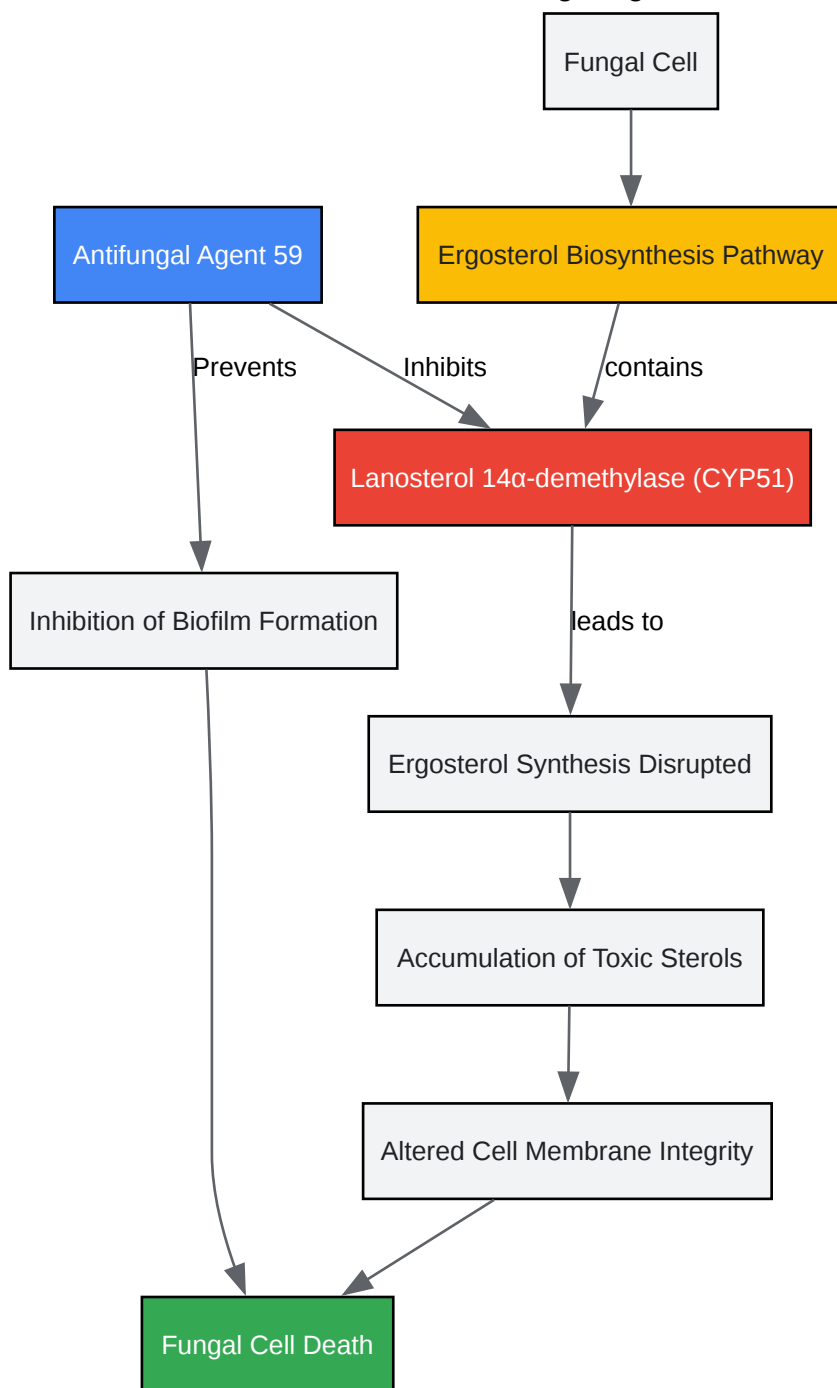 Fungal Cell
Antifungal Agent 59
Ergosterol Biosynthesis Pathway
Prevents
Inhibits
contains
Lanosterol 14α-demethylase (CYP51)
Inhibition of Biofilm Formation
leads to
Ergosterol Synthesis Disrupted
Accumulation of Toxic Sterols
Altered Cell Membrane Integrity
Fungal Cell Death